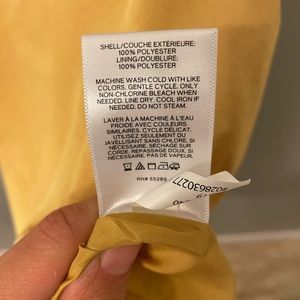 SHELL/COUCHE EXTÉRIEURE:
100% POLYESTER
LINING/DOUBLURE:
100% POLYESTER
MACHINE WASH COLD WITH LIKE
COLORS, GENTLE CYCLE. ONLY
NON-CHLORINE BLEACH WHEN
NEEDED. LINE DRY. COOL IRON IF
NEEDED. DO NOT STEAM.
LAVER À LA MACHINE À L'EAU
FROIDE AVEC COULEURS
SIMILAIRES, CYCLE DÉLICAT.
UTILISER SEULEMENT DU
JAVELLISANT SANS CHLORE, SI
NÉCESSAIRE. SÉCHAGE SUR
CORDE. REPASSAGE DOUX, SI
NÉCESSAIRE. PAS DE VAPEUR.
RN# 55285